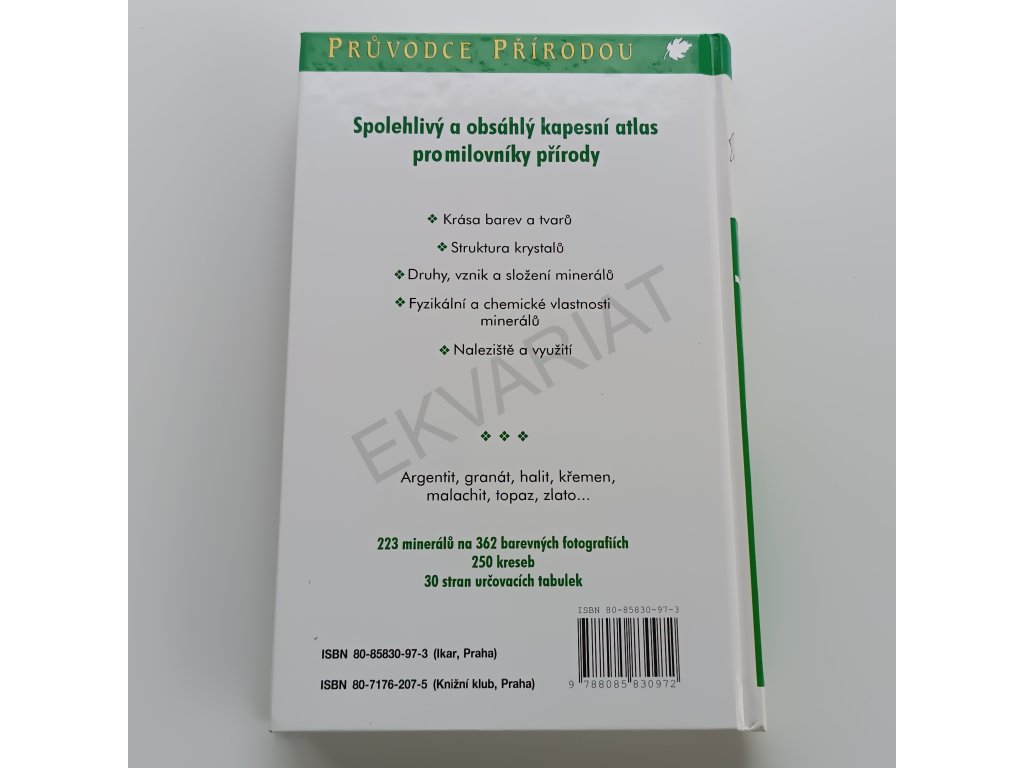 PRŮVODCE PŘÍRODOU
Spolehlivý a obsáhlý kapesní atlas
pro milovníky přírody
❖ Krása barev a tvarů
❖ Struktura krystalů
❖ Druhy, vznik a složení minerálů
❖ Fyzikální a chemické vlastnosti
minerálů
❖ Naleziště a využití
EKVARIAT
❖ ❖ ❖
Argentit, granát, halit, křemen,
malachit, topaz, zlato...
223 minerálů na 362 barevných fotografiích
250 kreseb
30 stran určovacích tabulek
ISBN 80-85830-97-3
ISBN 80-85830-97-3 (Ikar, Praha)
ISBN 80-7176-207-5 (Knižní klub, Praha)
9 788085 830972